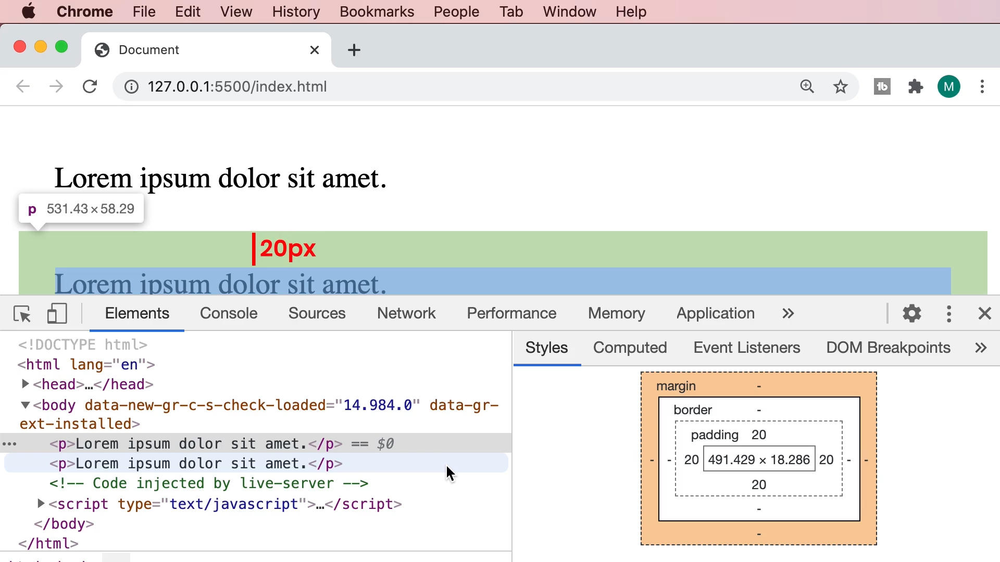 Chrome File Edit View History Bookmarks People Tab Window Help
Document
127.0.0.1:5500/index.html
M
Lorem ipsum dolor sit amet.
p 531.43×58.29
20px
Lorem ipsum dolor sit amet.
Elements Console Sources Network Performance Memory Application »
<!DOCTYPE html>
<html lang="en">
<head>…</head>
<body data-new-gr-c-s-check-loaded="14.984.0" data-gr-
ext-installed>
<p>Lorem ipsum dolor sit amet.</p> == $0
<p>Lorem ipsum dolor sit amet.</p>
<!-- Code injected by live-server -->
<script type="text/javascript">…</script>
</body>
</html>
Styles Computed Event Listeners DOM Breakpoints »
margin -
border -
padding 20
- - 20 491.429 × 18.286 20 - -
20
-
-